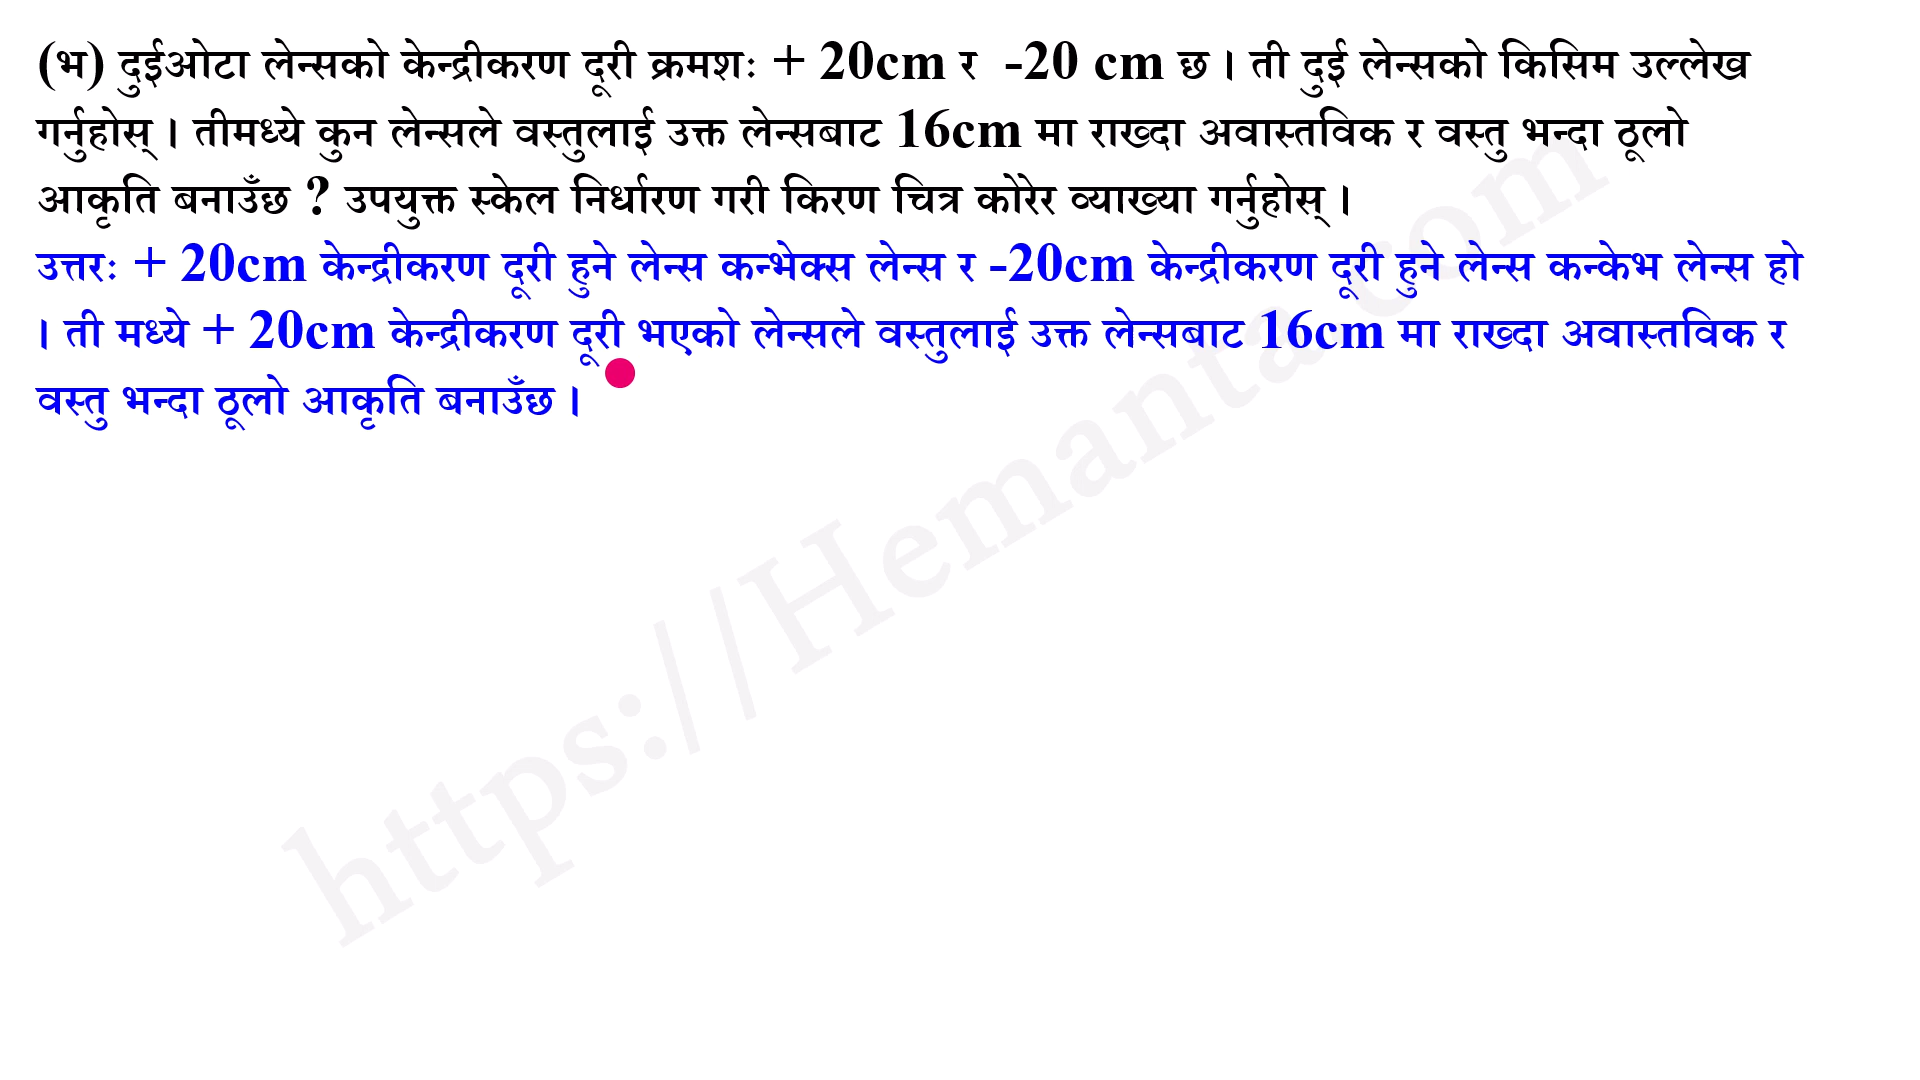 (भ) दुईओटा लेन्सको केन्द्रीकरण दूरी क्रमशः + 20cm र -20 cm छ । ती दुई लेन्सको किसिम उल्लेख
गर्नुहोस् । तीमध्ये कुन लेन्सले वस्तुलाई उक्त लेन्सबाट 16cm मा राख्दा अवास्तविक र वस्तु भन्दा ठूलो
आकृति बनाउँछ ? उपयुक्त स्केल निर्धारण गरी किरण चित्र कोरेर व्याख्या गर्नुहोस् ।
उत्तरः + 20cm केन्द्रीकरण दूरी हुने लेन्स कन्भेक्स लेन्स र -20cm केन्द्रीकरण दूरी हुने लेन्स कन्केभ लेन्स हो
। ती मध्ये + 20cm केन्द्रीकरण दूरी भएको लेन्सले वस्तुलाई उक्त लेन्सबाट 16cm मा राख्दा अवास्तविक र
वस्तु भन्दा ठूलो आकृति बनाउँछ ।
https://Hemanta.com